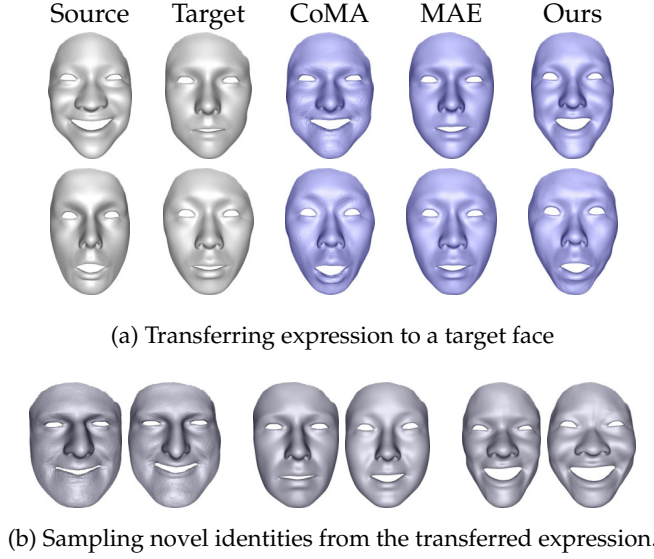 Source Target CoMA MAE Ours
(a) Transferring expression to a target face
(b) Sampling novel identities from the transferred expression.